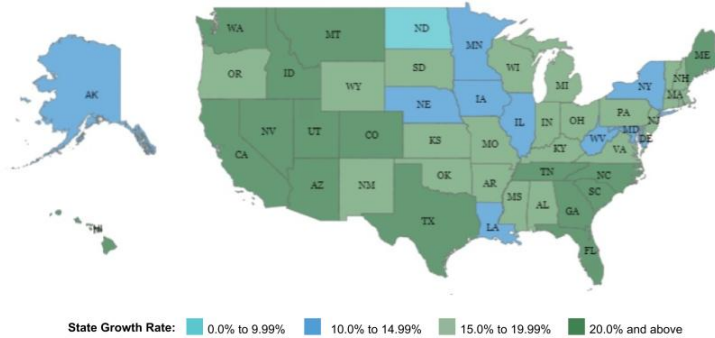 WA
MT
ND
MN
ME
OR
ID
SD
WI
MI
NY
NH
MA
AK
WY
NE
IA
PA
NJ
NV
UT
CO
IL
IN
OH
MD
DE
WV
CA
KS
MO
KY
VA
AZ
NM
OK
AR
TN
NC
SC
MS
AL
GA
HI
TX
LA
FL
State Growth Rate: 0.0% to 9.99% 10.0% to 14.99% 15.0% to 19.99% 20.0% and above